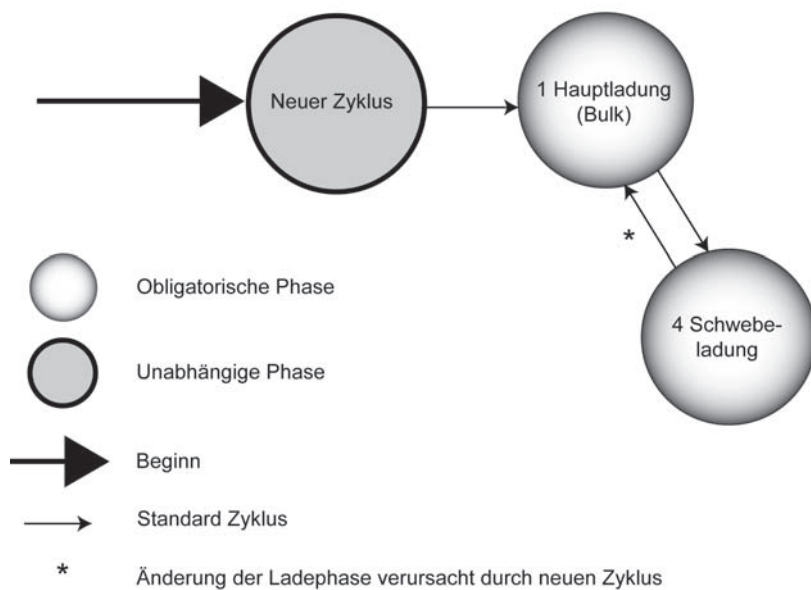 Neuer Zyklus
1 Hauptladung
(Bulk)
*
4 Schwebe-
ladung
Obligatorische Phase
Unabhängige Phase
Beginn
Standard Zyklus
* Änderung der Ladephase verursacht durch neuen Zyklus